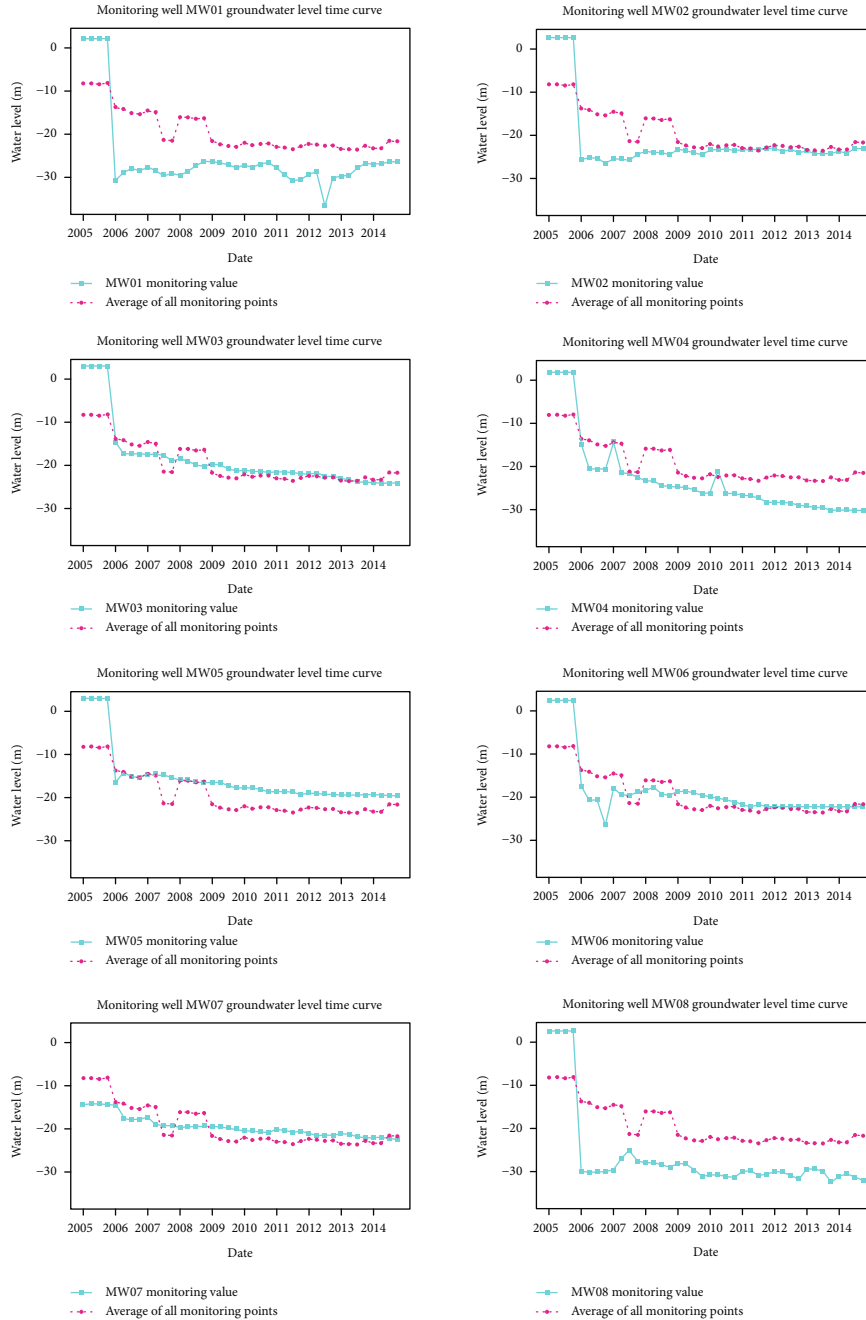 Monitoring well MW01 groundwater level time curve
Water level (m)
0
−10
−20
−30
2005 2006 2007 2008 2009 2010 2011 2012 2013 2014
Date
MW01 monitoring value
Average of all monitoring points
Monitoring well MW02 groundwater level time curve
Water level (m)
0
−10
−20
−30
2005 2006 2007 2008 2009 2010 2011 2012 2013 2014
Date
MW02 monitoring value
Average of all monitoring points
Monitoring well MW03 groundwater level time curve
Water level (m)
0
−10
−20
−30
2005 2006 2007 2008 2009 2010 2011 2012 2013 2014
Date
MW03 monitoring value
Average of all monitoring points
Monitoring well MW04 groundwater level time curve
Water level (m)
0
−10
−20
−30
2005 2006 2007 2008 2009 2010 2011 2012 2013 2014
Date
MW04 monitoring value
Average of all monitoring points
Monitoring well MW05 groundwater level time curve
Water level (m)
0
−10
−20
−30
2005 2006 2007 2008 2009 2010 2011 2012 2013 2014
Date
MW05 monitoring value
Average of all monitoring points
Monitoring well MW06 groundwater level time curve
Water level (m)
0
−10
−20
−30
2005 2006 2007 2008 2009 2010 2011 2012 2013 2014
Date
MW06 monitoring value
Average of all monitoring points
Monitoring well MW07 groundwater level time curve
Water level (m)
0
−10
−20
−30
2005 2006 2007 2008 2009 2010 2011 2012 2013 2014
Date
MW07 monitoring value
Average of all monitoring points
Monitoring well MW08 groundwater level time curve
Water level (m)
0
−10
−20
−30
2005 2006 2007 2008 2009 2010 2011 2012 2013 2014
Date
MW08 monitoring value
Average of all monitoring points